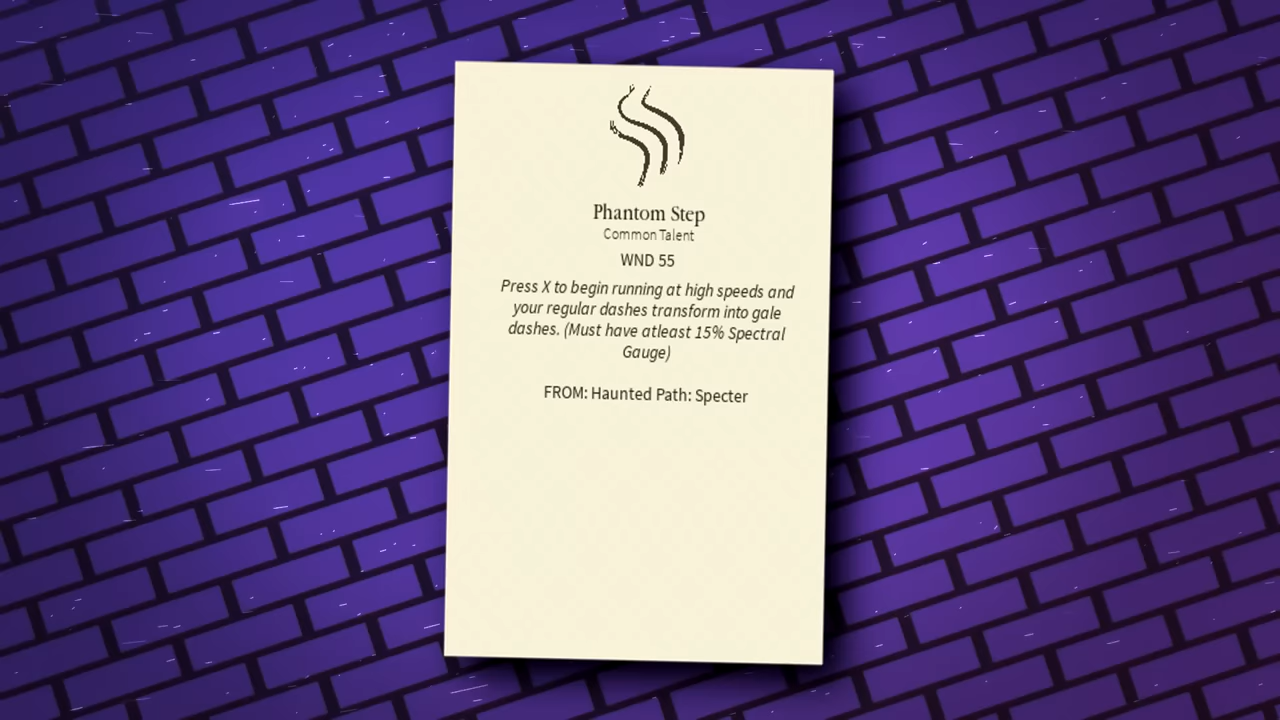 Phantom Step
Common Talent
WND 55
Press X to begin running at high speeds and
your regular dashes transform into gale
dashes. (Must have atleast 15% Spectral
Gauge)
FROM: Haunted Path: Specter